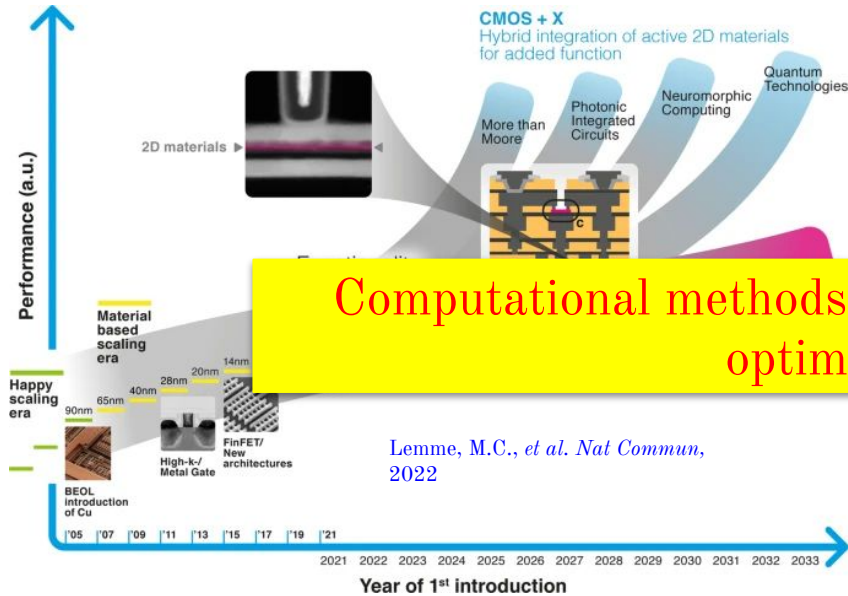 CMOS + X
Hybrid integration of active 2D materials
for added function
Quantum
Technologies
Neuromorphic
Computing
Photonic
Integrated
Circuits
More than
Moore
2D materials
c
Performance (a.u.)
Computational methods
optim
Material
based
scaling
era
Happy
scaling
era
90nm
65nm
40nm
28nm
20nm
14nm
BEOL
introduction
of Cu
High-k-/
Metal Gate
FinFET/
New
architectures
Lemme, M.C., et al. Nat Commun,
2022
'05 '07 '09 '11 '13 '15 '17 '19 '21
2021 2022 2023 2024 2025 2026 2027 2028 2029 2030 2031 2032 2033
Year of 1st introduction